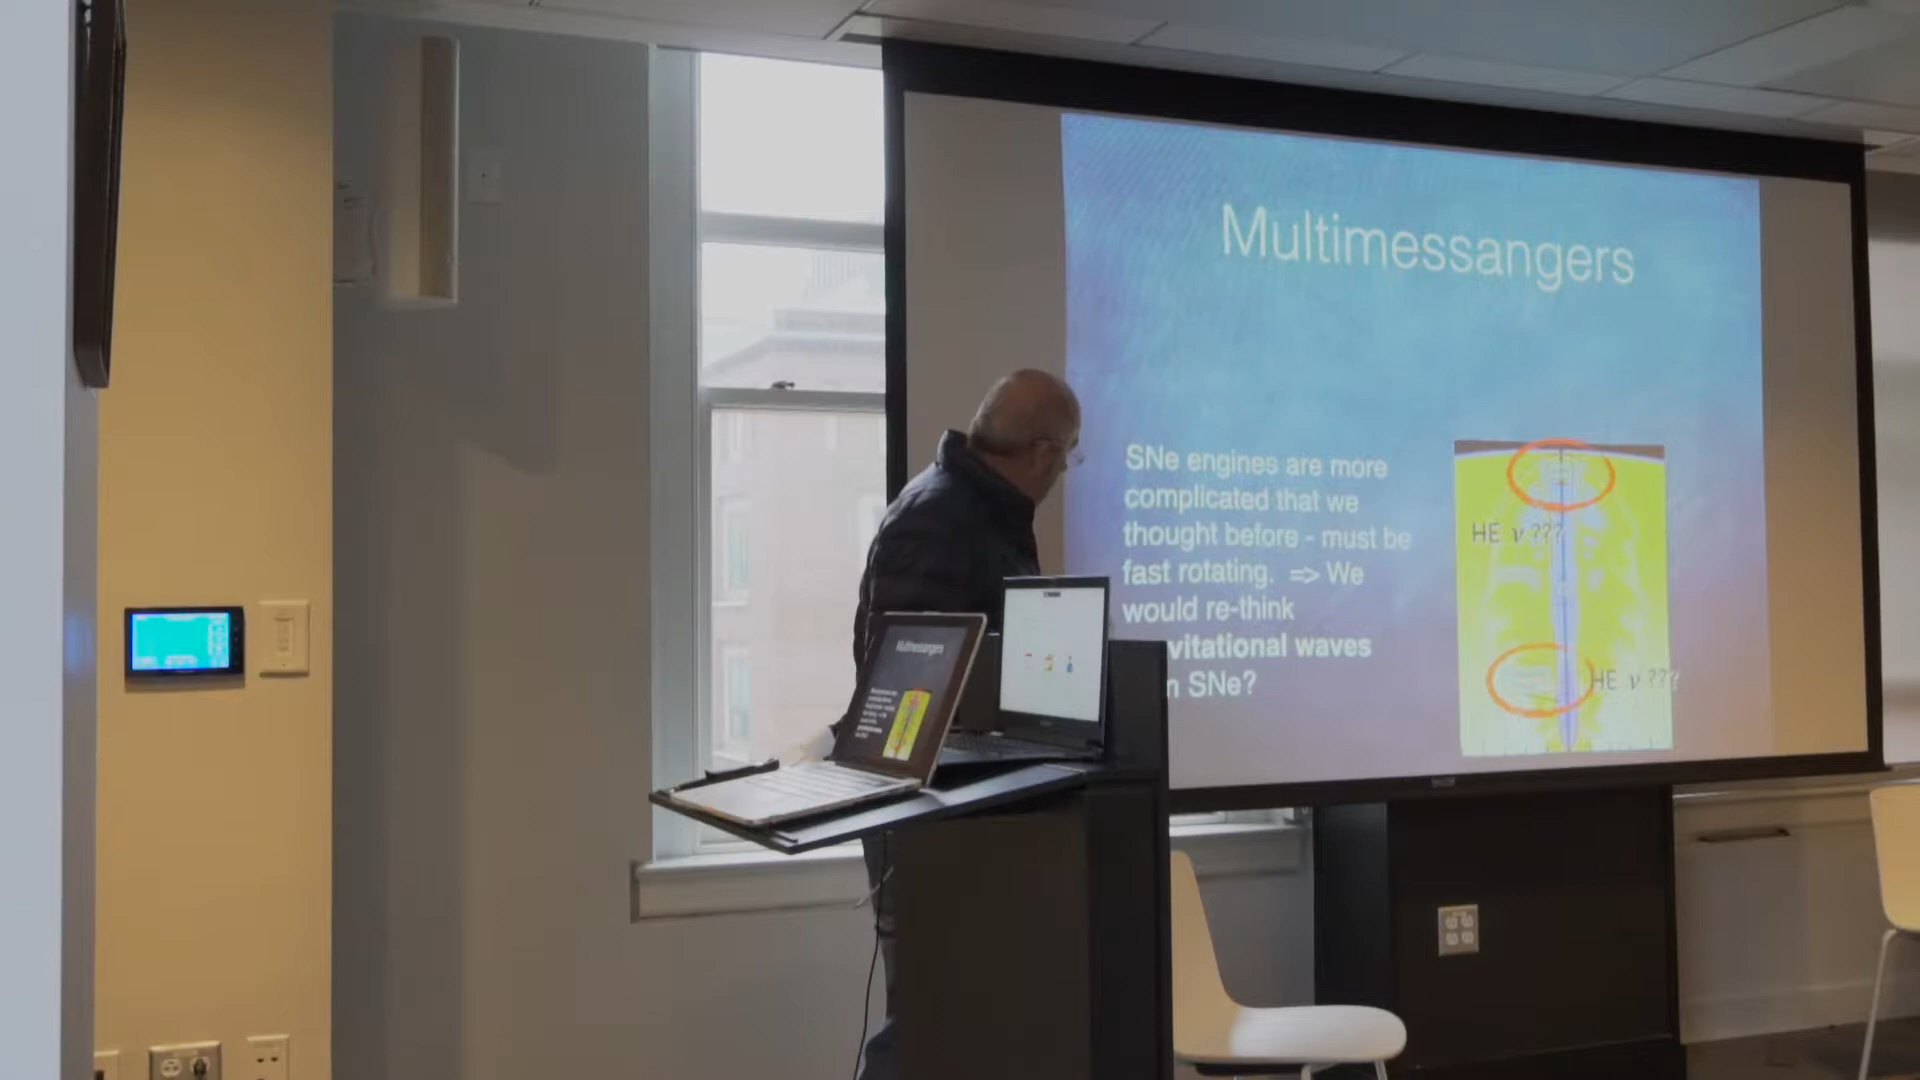 Multimessangers
SNe engines are more
complicated that we
thought before - must be
fast rotating. => We
would re-think
vitational waves
SNe?
HE ν ???
HE ν ???
Multimessangers